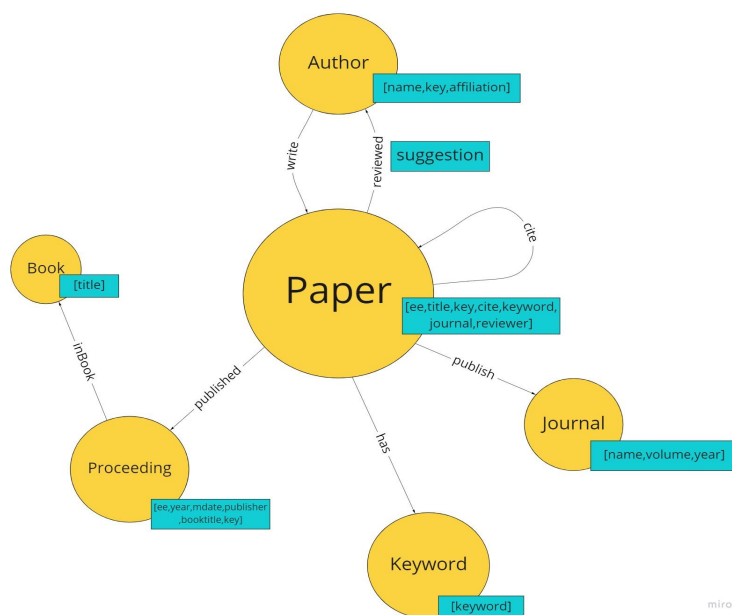 Author
[name,key,affiliation]
write
reviewed
suggestion
cite
Paper
[ee,title,key,cite,keyword,
journal,reviewer]
Book
[title]
inBook
published
publish
has
Journal
[name,volume,year]
Proceeding
[ee,year,mdate,publisher
,booktitle,key]
Keyword
[keyword]
miro